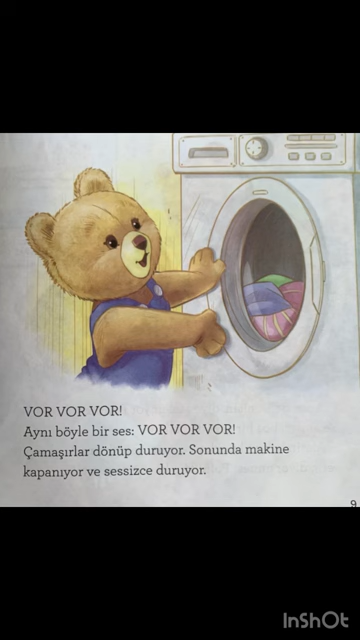 VOR VOR VOR!
Aynı böyle bir ses: VOR VOR VOR!
Çamaşırlar dönüp duruyor. Sonunda makine
kapanıyor ve sessizce duruyor.
9
InShOt